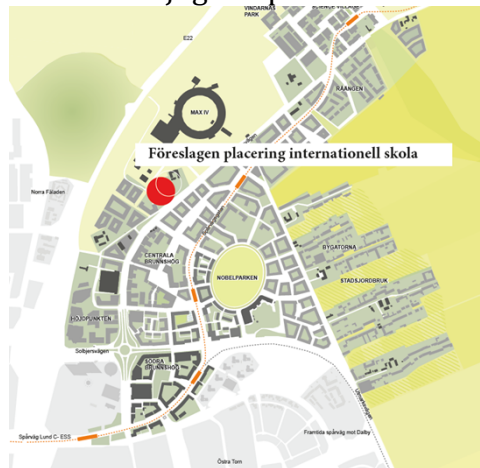 VINDARNAS
PARK
SCIENCE VILLAGE
E22
RÅÄNGEN
MAX IV
Föreslagen placering internationell skola
Norra Fäladen
CENTRALA
BRUNNSHÖG
NOBELPARKEN
BYGATORNA
STADSJORDBRUK
HÖJDPUNKTEN
Solbjersvägen
SÖDRA
BRUNNSHÖG
Spårväg Lund C- ESS
Framtida spårväg mot Dalby
Östra Torn